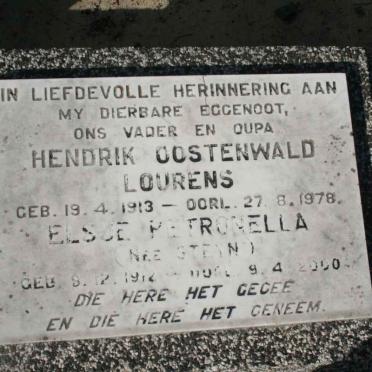 IN LIEFDEVOLLE HERINNERING AAN
MY DIERBARE EGGENOOT,
ONS VADER EN OUPA
HENDRIK OOSTENWALD
LOURENS
GEB. 19.4.1913 — OORL. 27.8.1978.
ELSJE PETRONELLA
(NEE STEYN)
GEB. 9.12.1912 — OORL. 9.4.2000
DIE HERE HET GEGEE
EN DIE HERE HET GENEEM.